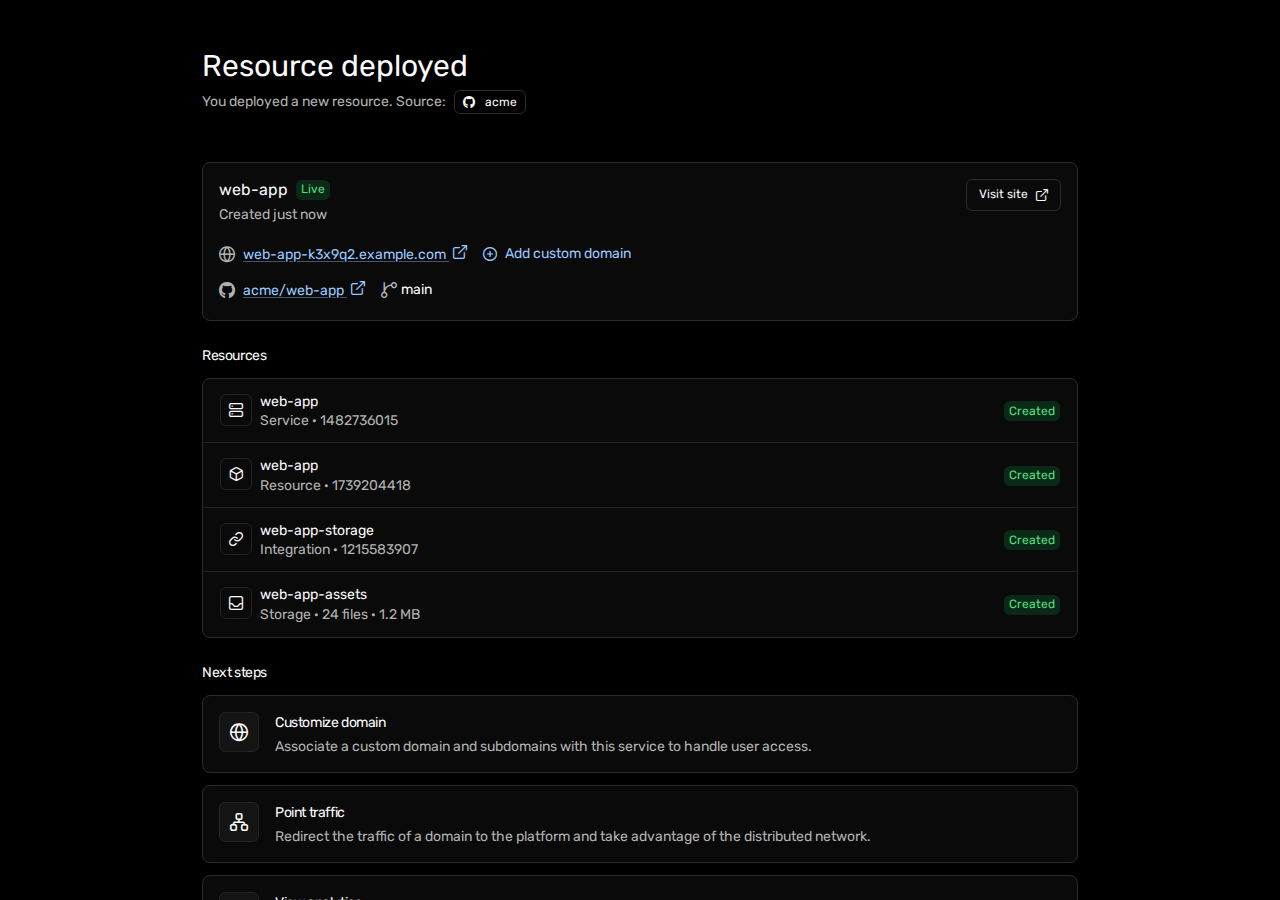 Resource deployed
You deployed a new resource. Source: acme
web-app Live
Visit site
Created just now
web-app-k3x9q2.example.com Add custom domain
acme/web-app main
Resources
web-app
Service • 1482736015
Created
web-app
Resource • 1739204418
Created
web-app-storage
Integration • 1215583907
Created
web-app-assets
Storage • 24 files • 1.2 MB
Created
Next steps
Customize domain
Associate a custom domain and subdomains with this service to handle user access.
Point traffic
Redirect the traffic of a domain to the platform and take advantage of the distributed network.